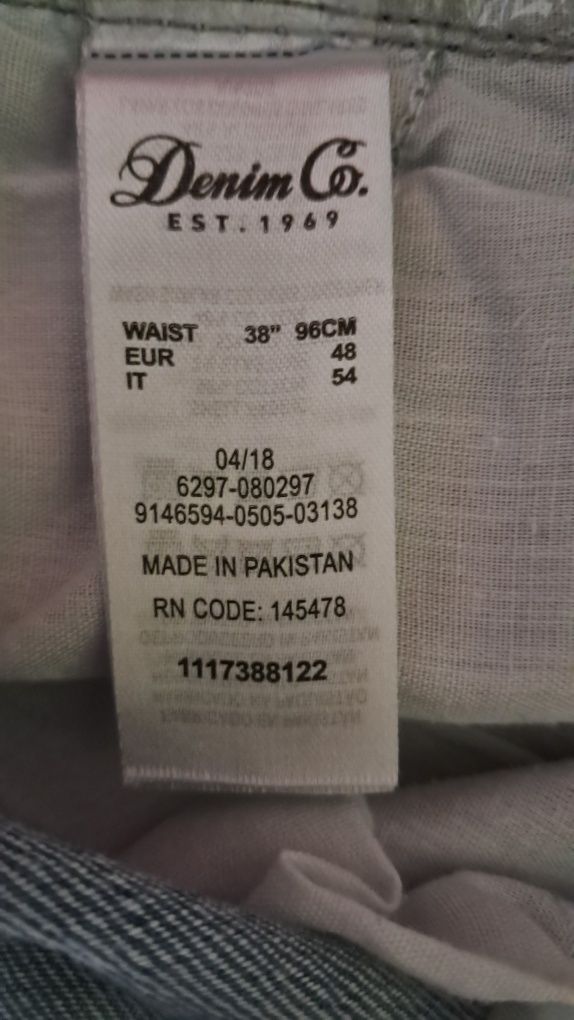 Denim Co.
EST. 1969
WAIST 38" 96CM
EUR 48
IT 54
04/18
6297-080297
9146594-0505-03138
MADE IN PAKISTAN
RN CODE: 145478
1117388122